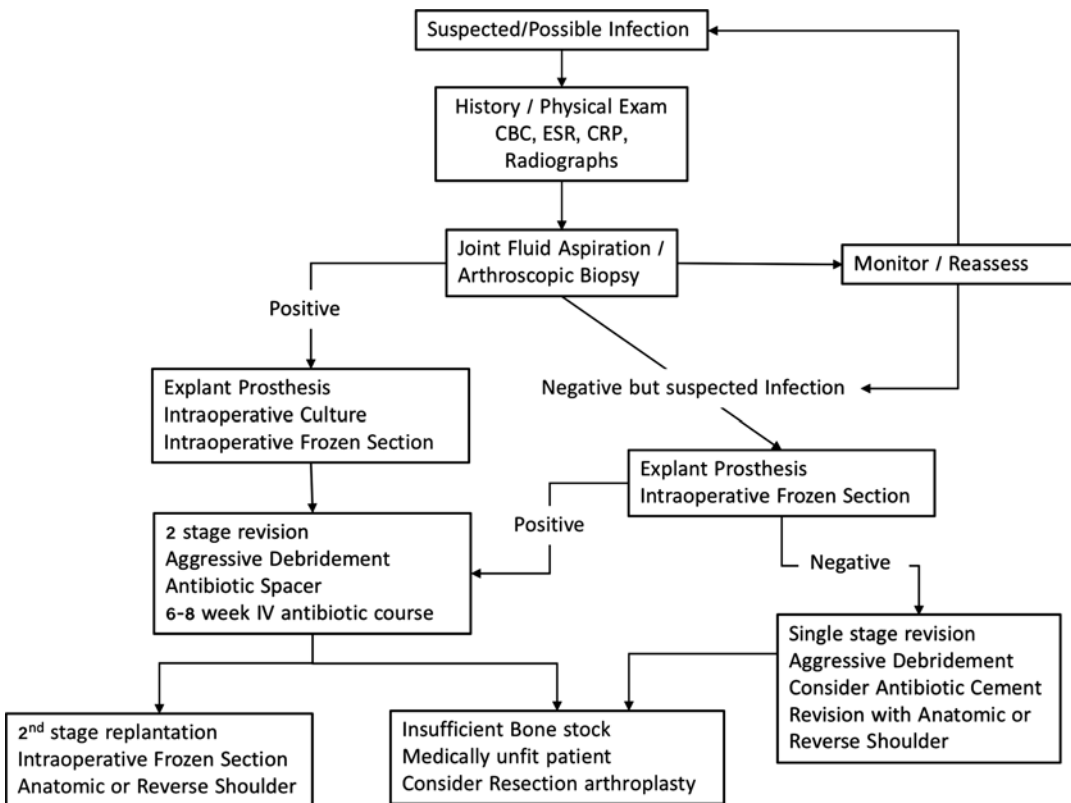 Suspected/Possible Infection
History / Physical Exam
CBC, ESR, CRP,
Radiographs
Joint Fluid Aspiration /
Arthroscopic Biopsy
Monitor / Reassess
Positive
Negative but suspected Infection
Explant Prosthesis
Intraoperative Culture
Intraoperative Frozen Section
Explant Prosthesis
Intraoperative Frozen Section
Positive
Negative
2 stage revision
Aggressive Debridement
Antibiotic Spacer
6-8 week IV antibiotic course
Single stage revision
Aggressive Debridement
Consider Antibiotic Cement
Revision with Anatomic or
Reverse Shoulder
2nd stage replantation
Intraoperative Frozen Section
Anatomic or Reverse Shoulder
Insufficient Bone stock
Medically unfit patient
Consider Resection arthroplasty